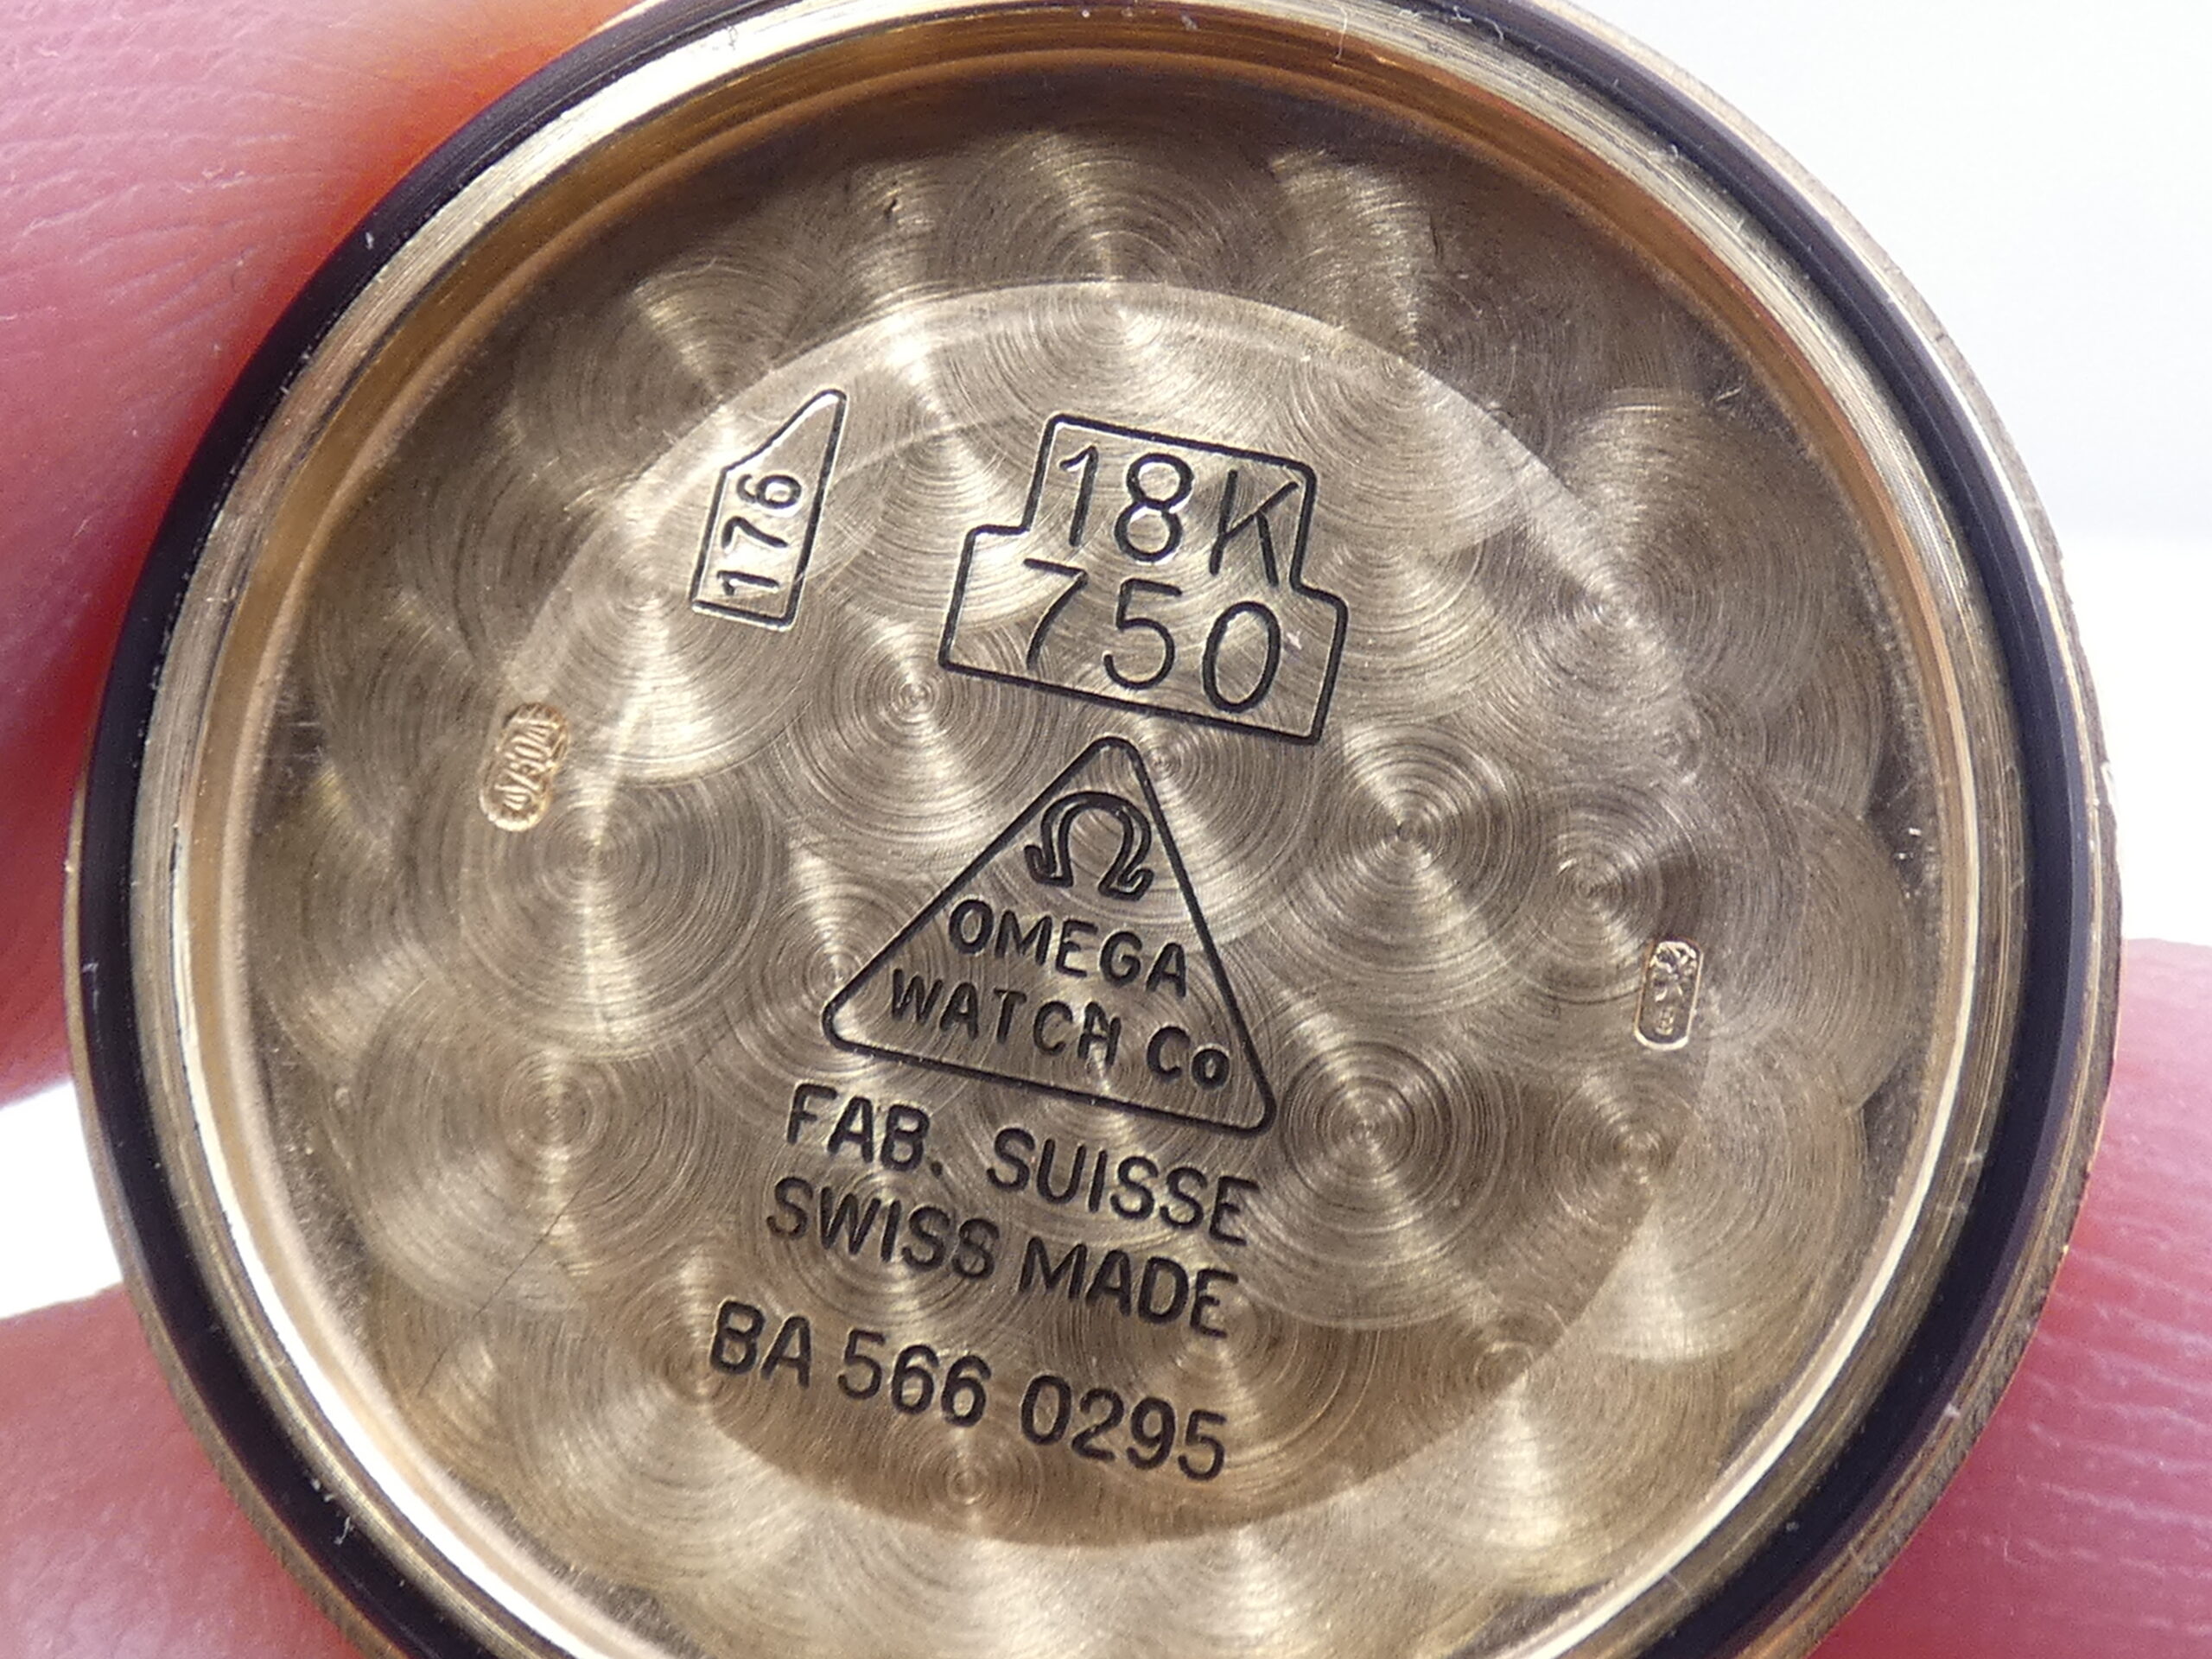 176
18K
750
Ω
OMEGA
WATCH Co
FAB. SUISSE
SWISS MADE
BA 566 0295